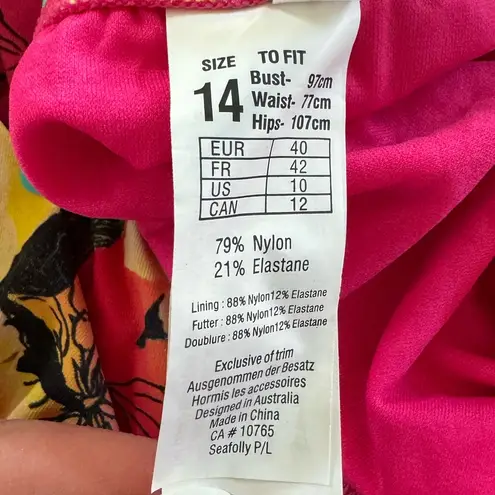 SIZE 14
TO FIT
Bust- 97cm
Waist- 77cm
Hips- 107cm
EUR 40
FR 42
US 10
CAN 12
79% Nylon
21% Elastane
Lining : 88% Nylon12% Elastane
Futter : 88% Nylon12% Elastane
Doublure : 88% Nylon12% Elastane
Exclusive of trim
Ausgenommen der Besatz
Hormis les accessoires
Designed in Australia
Made in China
CA # 10765
Seafolly P/L